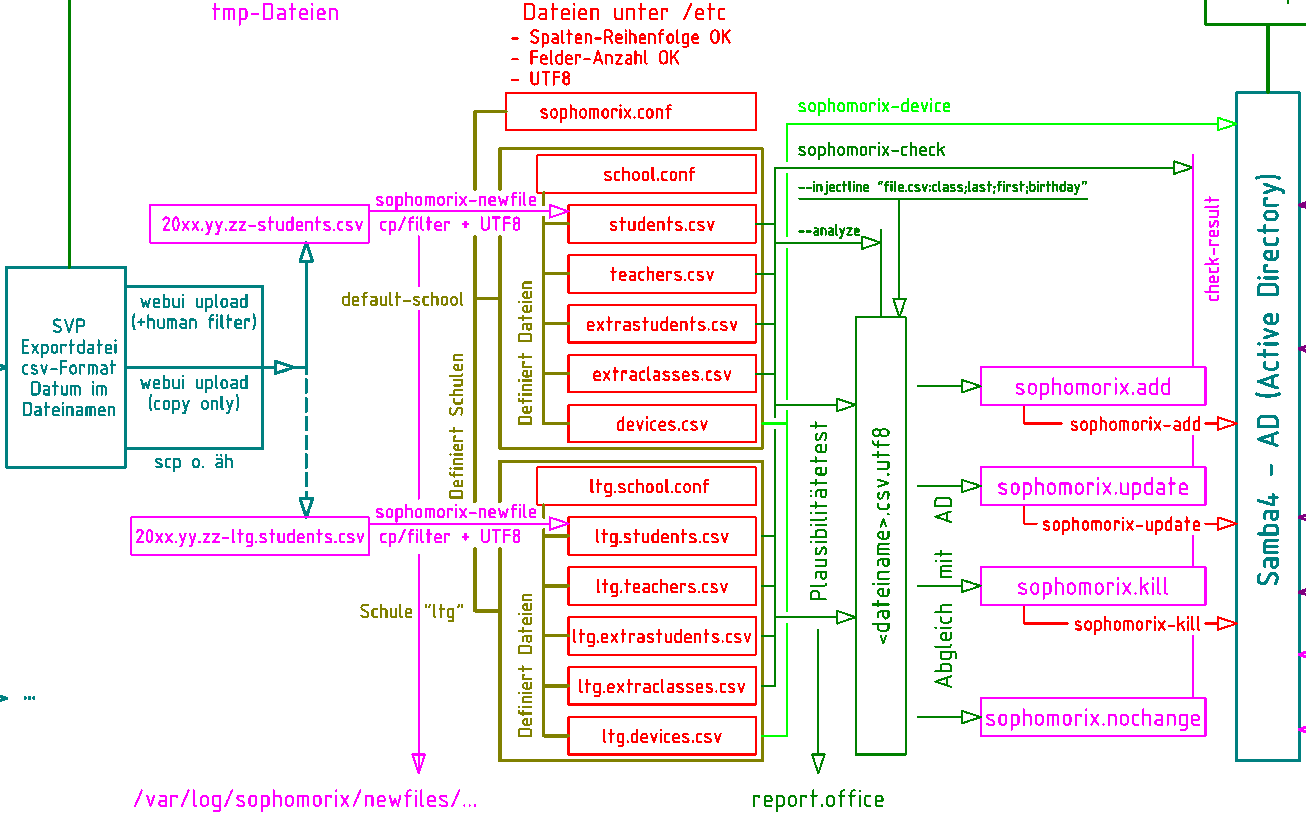 tmp-Dateien
Dateien unter /etc
- Spalten-Reihenfolge OK
- Felder-Anzahl OK
- UTF8
sophomorix.conf
sophomorix-device
sophomorix-check
--injectline "file.csv:class;last;first;birthday"
--analyze
school.conf
sophomorix-newfile
cp/filter + UTF8
20xx.yy.zz-students.csv
students.csv
teachers.csv
extrastudents.csv
extraclasses.csv
devices.csv
default-school
Definiert Dateien
Definiert Schulen
SVP
Exportdatei
csv-Format
Datum im
Dateinamen
webui upload
(+human filter)
webui upload
(copy only)
scp o. äh
ltg.school.conf
sophomorix-newfile
cp/filter + UTF8
20xx.yy.zz-ltg.students.csv
ltg.students.csv
ltg.teachers.csv
ltg.extrastudents.csv
ltg.extraclasses.csv
ltg.devices.csv
Schule "ltg"
Definiert Dateien
Plausibilitätetest
<dateiname>.csv.utf8
Abgleich mit AD
check-result
sophomorix.add
sophomorix-add
sophomorix.update
sophomorix-update
sophomorix.kill
sophomorix-kill
sophomorix.nochange
Samba4 - AD (Active Directory)
...
/var/log/sophomorix/newfiles/...
report.office